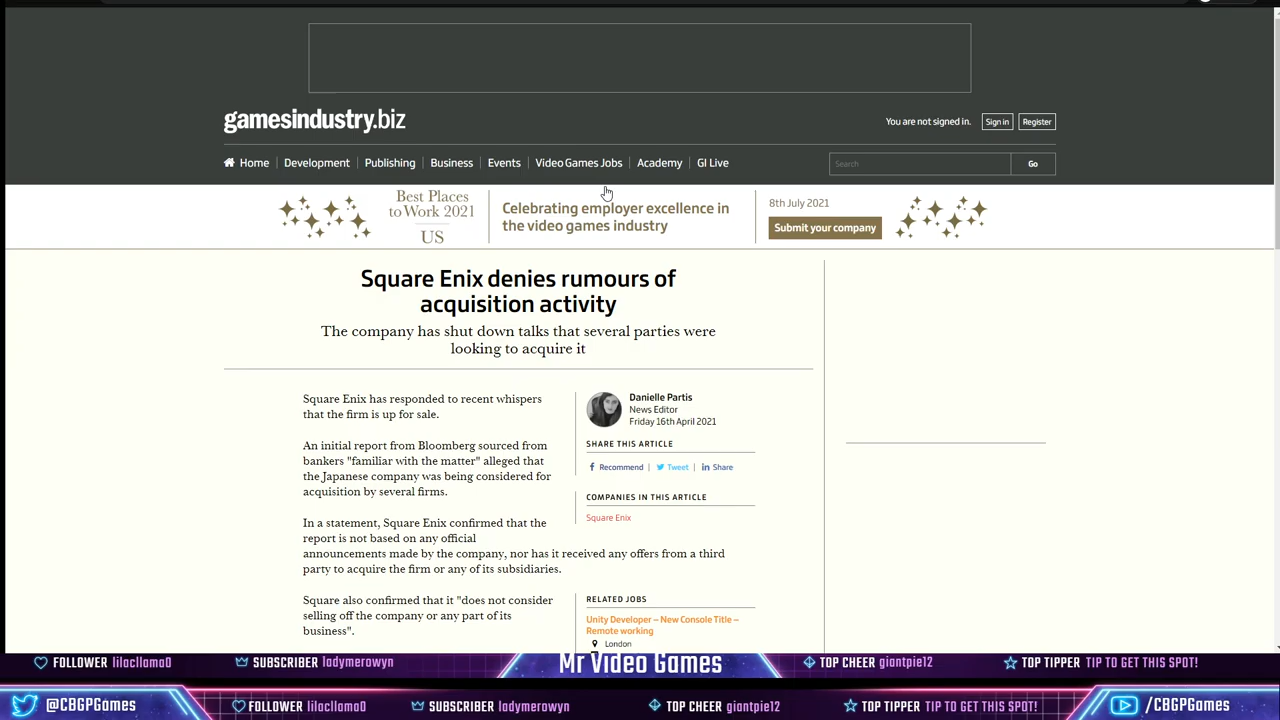 gamesindustry.biz
You are not signed in.
Sign in
Register
Home
Development
Publishing
Business
Events
Video Games Jobs
Academy
GI Live
Search
Go
Best Places
to Work 2021
US
Celebrating employer excellence in
the video games industry
8th July 2021
Submit your company
Square Enix denies rumours of
acquisition activity
The company has shut down talks that several parties were
looking to acquire it
Square Enix has responded to recent whispers
that the firm is up for sale.
An initial report from Bloomberg sourced from
bankers "familiar with the matter" alleged that
the Japanese company was being considered for
acquisition by several firms.
In a statement, Square Enix confirmed that the
report is not based on any official
announcements made by the company, nor has it received any offers from a third
party to acquire the firm or any of its subsidiaries.
Square also confirmed that it "does not consider
selling off the company or any part of its
business".
Danielle Partis
News Editor
Friday 16th April 2021
SHARE THIS ARTICLE
Recommend
Tweet
Share
COMPANIES IN THIS ARTICLE
Square Enix
RELATED JOBS
Unity Developer – New Console Title –
Remote working
London
FOLLOWER lilacllama0
SUBSCRIBER ladymerowyn
Mr Video Games
TOP CHEER giantpie12
TOP TIPPER TIP TO GET THIS SPOT!
@CBGPGames
FOLLOWER lilacllama0
SUBSCRIBER ladymerowyn
TOP CHEER giantpie12
TOP TIPPER TIP TO GET THIS SPOT!
/CBGPGames